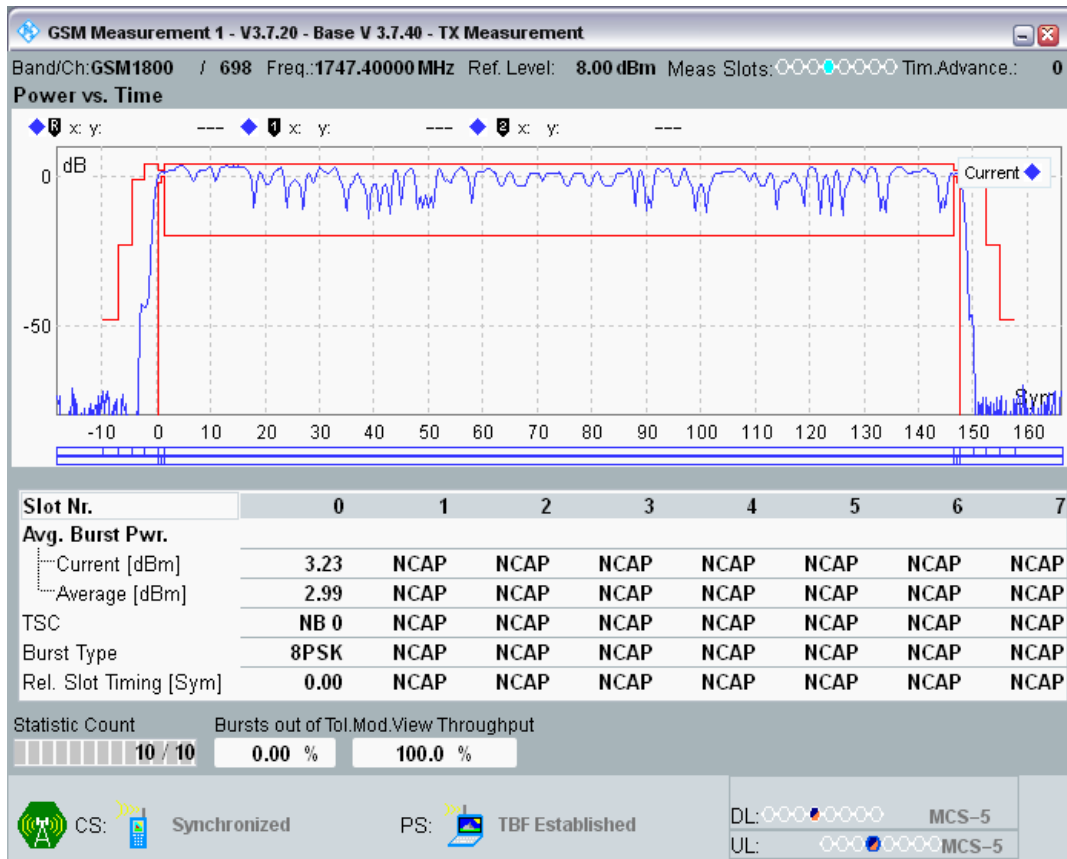 GSM Measurement 1 - V3.7.20 - Base V 3.7.40 - TX Measurement
Band/Ch:GSM1800 / 698 Freq.:1747.40000 MHz Ref. Level: 8.00 dBm Meas Slots: Tim.Advance.: 0
Power vs. Time
R x: y: --- 1 x: y: --- 2 x: y: ---
dB
Current
0
-50
Sym
-10 0 10 20 30 40 50 60 70 80 90 100 110 120 130 140 150 160
Slot Nr. 0 1 2 3 4 5 6 7
Avg. Burst Pwr.
Current [dBm] 3.23 NCAP NCAP NCAP NCAP NCAP NCAP NCAP
Average [dBm] 2.99 NCAP NCAP NCAP NCAP NCAP NCAP NCAP
TSC NB 0 NCAP NCAP NCAP NCAP NCAP NCAP NCAP
Burst Type 8PSK NCAP NCAP NCAP NCAP NCAP NCAP NCAP
Rel. Slot Timing [Sym] 0.00 NCAP NCAP NCAP NCAP NCAP NCAP NCAP
Statistic Count Bursts out of Tol. Mod.View Throughput
10 / 10 0.00 % 100.0 %
CS: Synchronized PS: TBF Established
DL: MCS-5
UL: MCS-5